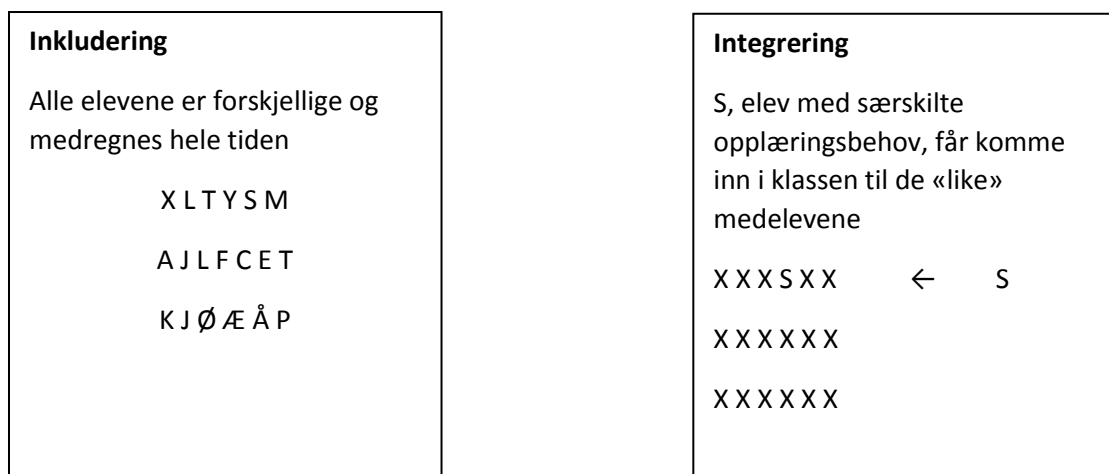 Inkludering
Alle elevene er forskjellige og
medregnes hele tiden
X L T Y S M
A J L F C E T
K J Ø Æ Å P
Integrering
S, elev med særskilte
opplæringsbehov, får komme
inn i klassen til de «like»
medelevene
X X X S X X ← S
X X X X X X
X X X X X X